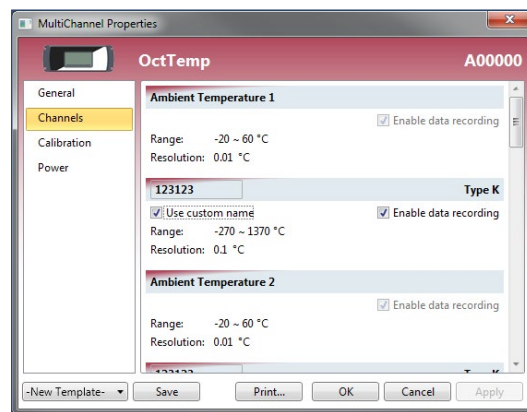 MultiChannel Properties
OctTemp A00000
General
Channels
Calibration
Power
Ambient Temperature 1
Enable data recording
Range: -20 ~ 60 °C
Resolution: 0.01 °C
123123 Type K
Use custom name Enable data recording
Range: -270 ~ 1370 °C
Resolution: 0.1 °C
Ambient Temperature 2
Enable data recording
Range: -20 ~ 60 °C
Resolution: 0.01 °C
-New Template- Save Print... OK Cancel Apply